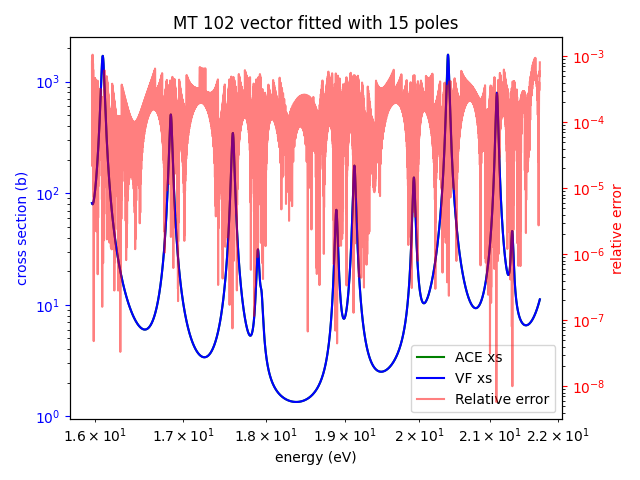 MT 102 vector fitted with 15 poles
10³
10²
10¹
10⁰
cross section (b)
10⁻³
10⁻⁴
10⁻⁵
10⁻⁶
10⁻⁷
10⁻⁸
relative error
ACE xs
VF xs
Relative error
1.6 × 10¹ 1.7 × 10¹ 1.8 × 10¹ 1.9 × 10¹ 2 × 10¹ 2.1 × 10¹ 2.2 × 10¹
energy (eV)